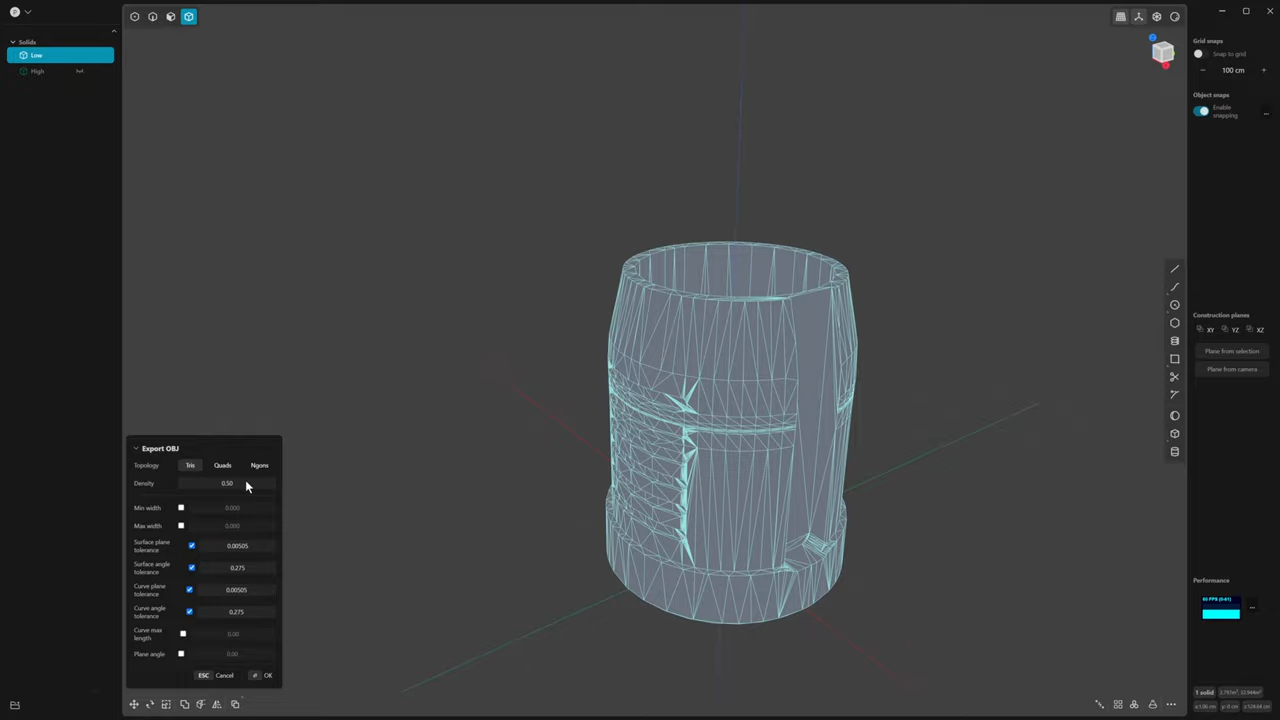 Solids
Low
High
Grid snaps
Snap to grid
100 cm
Object snaps
Enable
snapping
Construction planes
XY YZ XZ
Plane from selection
Plane from camera
Performance
1 solid
Export OBJ
Topology Tris Quads Ngons
Density 0.50
Min width 0.000
Max width 0.000
Surface plane
tolerance 0.00505
Surface angle
tolerance 0.275
Curve plane
tolerance 0.00505
Curve angle
tolerance 0.275
Curve max
length 0.00
Plane angle 0.00
ESC Cancel OK